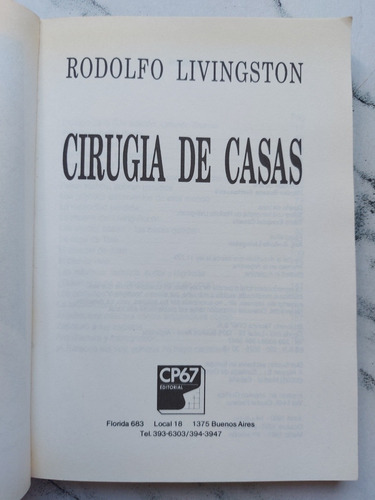 RODOLFO LIVINGSTON
CIRUGIA DE CASAS
CP67
EDITORIAL
Florida 683 Local 18 1375 Buenos Aires
Tel. 393-6303/394-3947